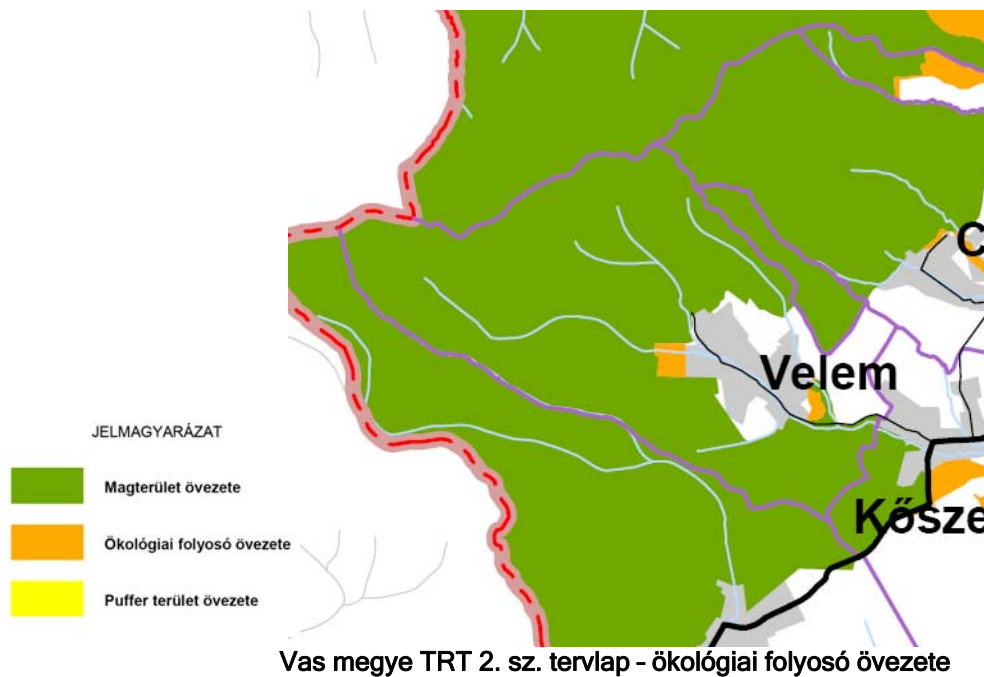 C
Velem
Kősze
JELMAGYARÁZAT
Magterület övezete
Ökológiai folyosó övezete
Puffer terület övezete
Vas megye TRT 2. sz. tervlap - ökológiai folyosó övezete